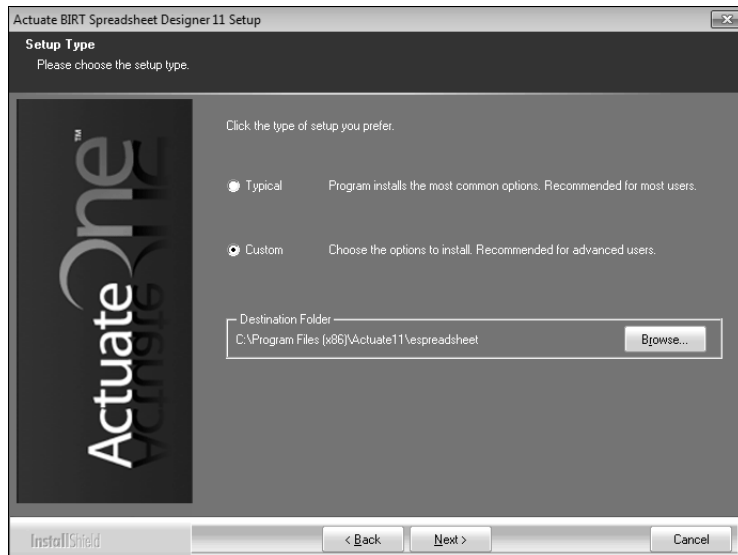 Actuate BIRT Spreadsheet Designer 11 Setup
Setup Type
Please choose the setup type.
ActuateOne™
Click the type of setup you prefer.
Typical Program installs the most common options. Recommended for most users.
Custom Choose the options to install. Recommended for advanced users.
Destination Folder
C:\Program Files (x86)\Actuate11\espreadsheet Browse...
InstallShield < Back Next > Cancel